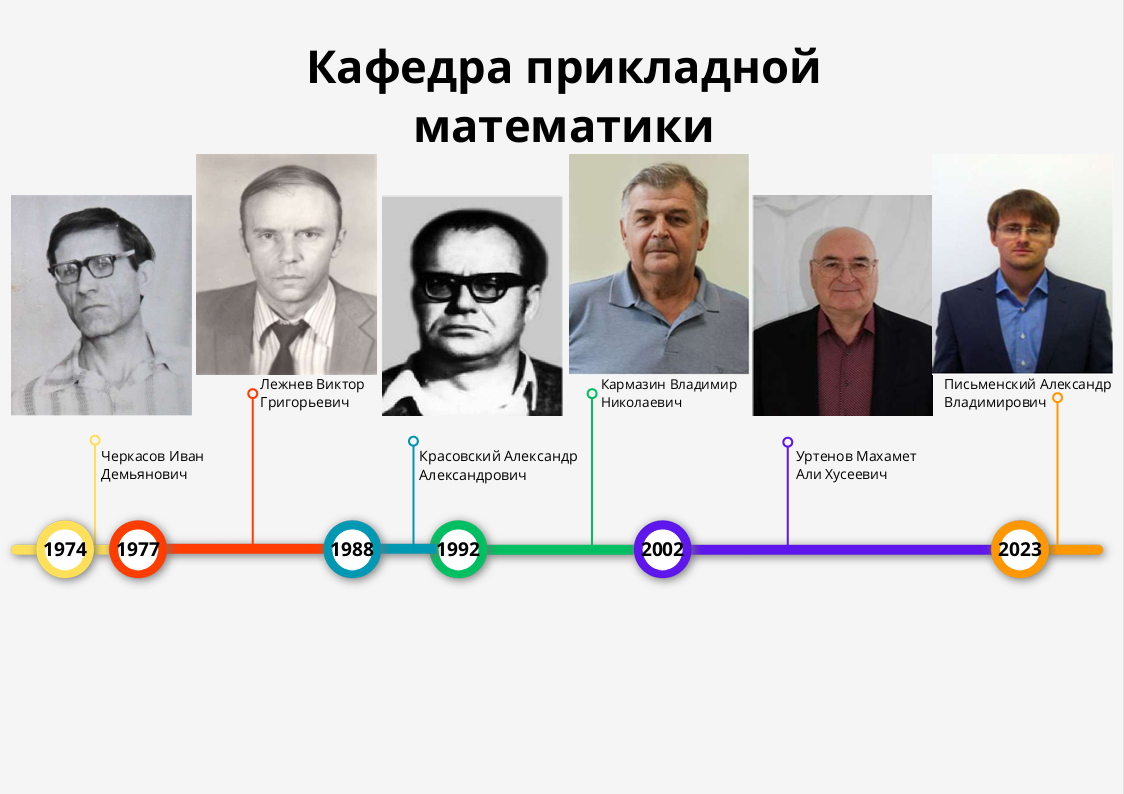 Кафедра прикладной
математики
Лежнев Виктор
Григорьевич
Кармазин Владимир
Николаевич
Письменский Александр
Владимирович
Черкасов Иван
Демьянович
Красовский Александр
Александрович
Уртенов Махамет
Али Хусеевич
1974
1977
1988
1992
2002
2023